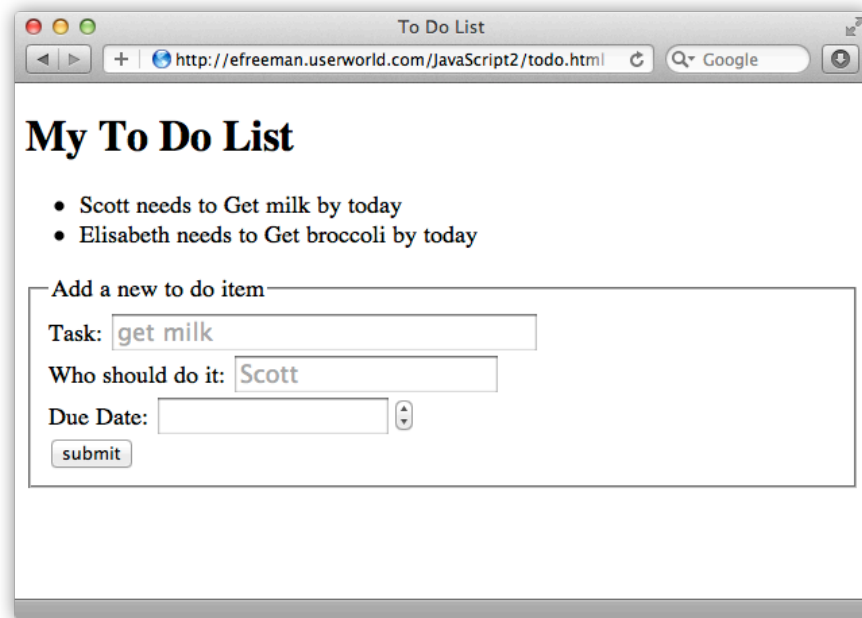 To Do List
http://efreeman.userworld.com/JavaScript2/todo.html
Google
My To Do List
Scott needs to Get milk by today
Elisabeth needs to Get broccoli by today
Add a new to do item
Task: get milk
Who should do it: Scott
Due Date:
submit